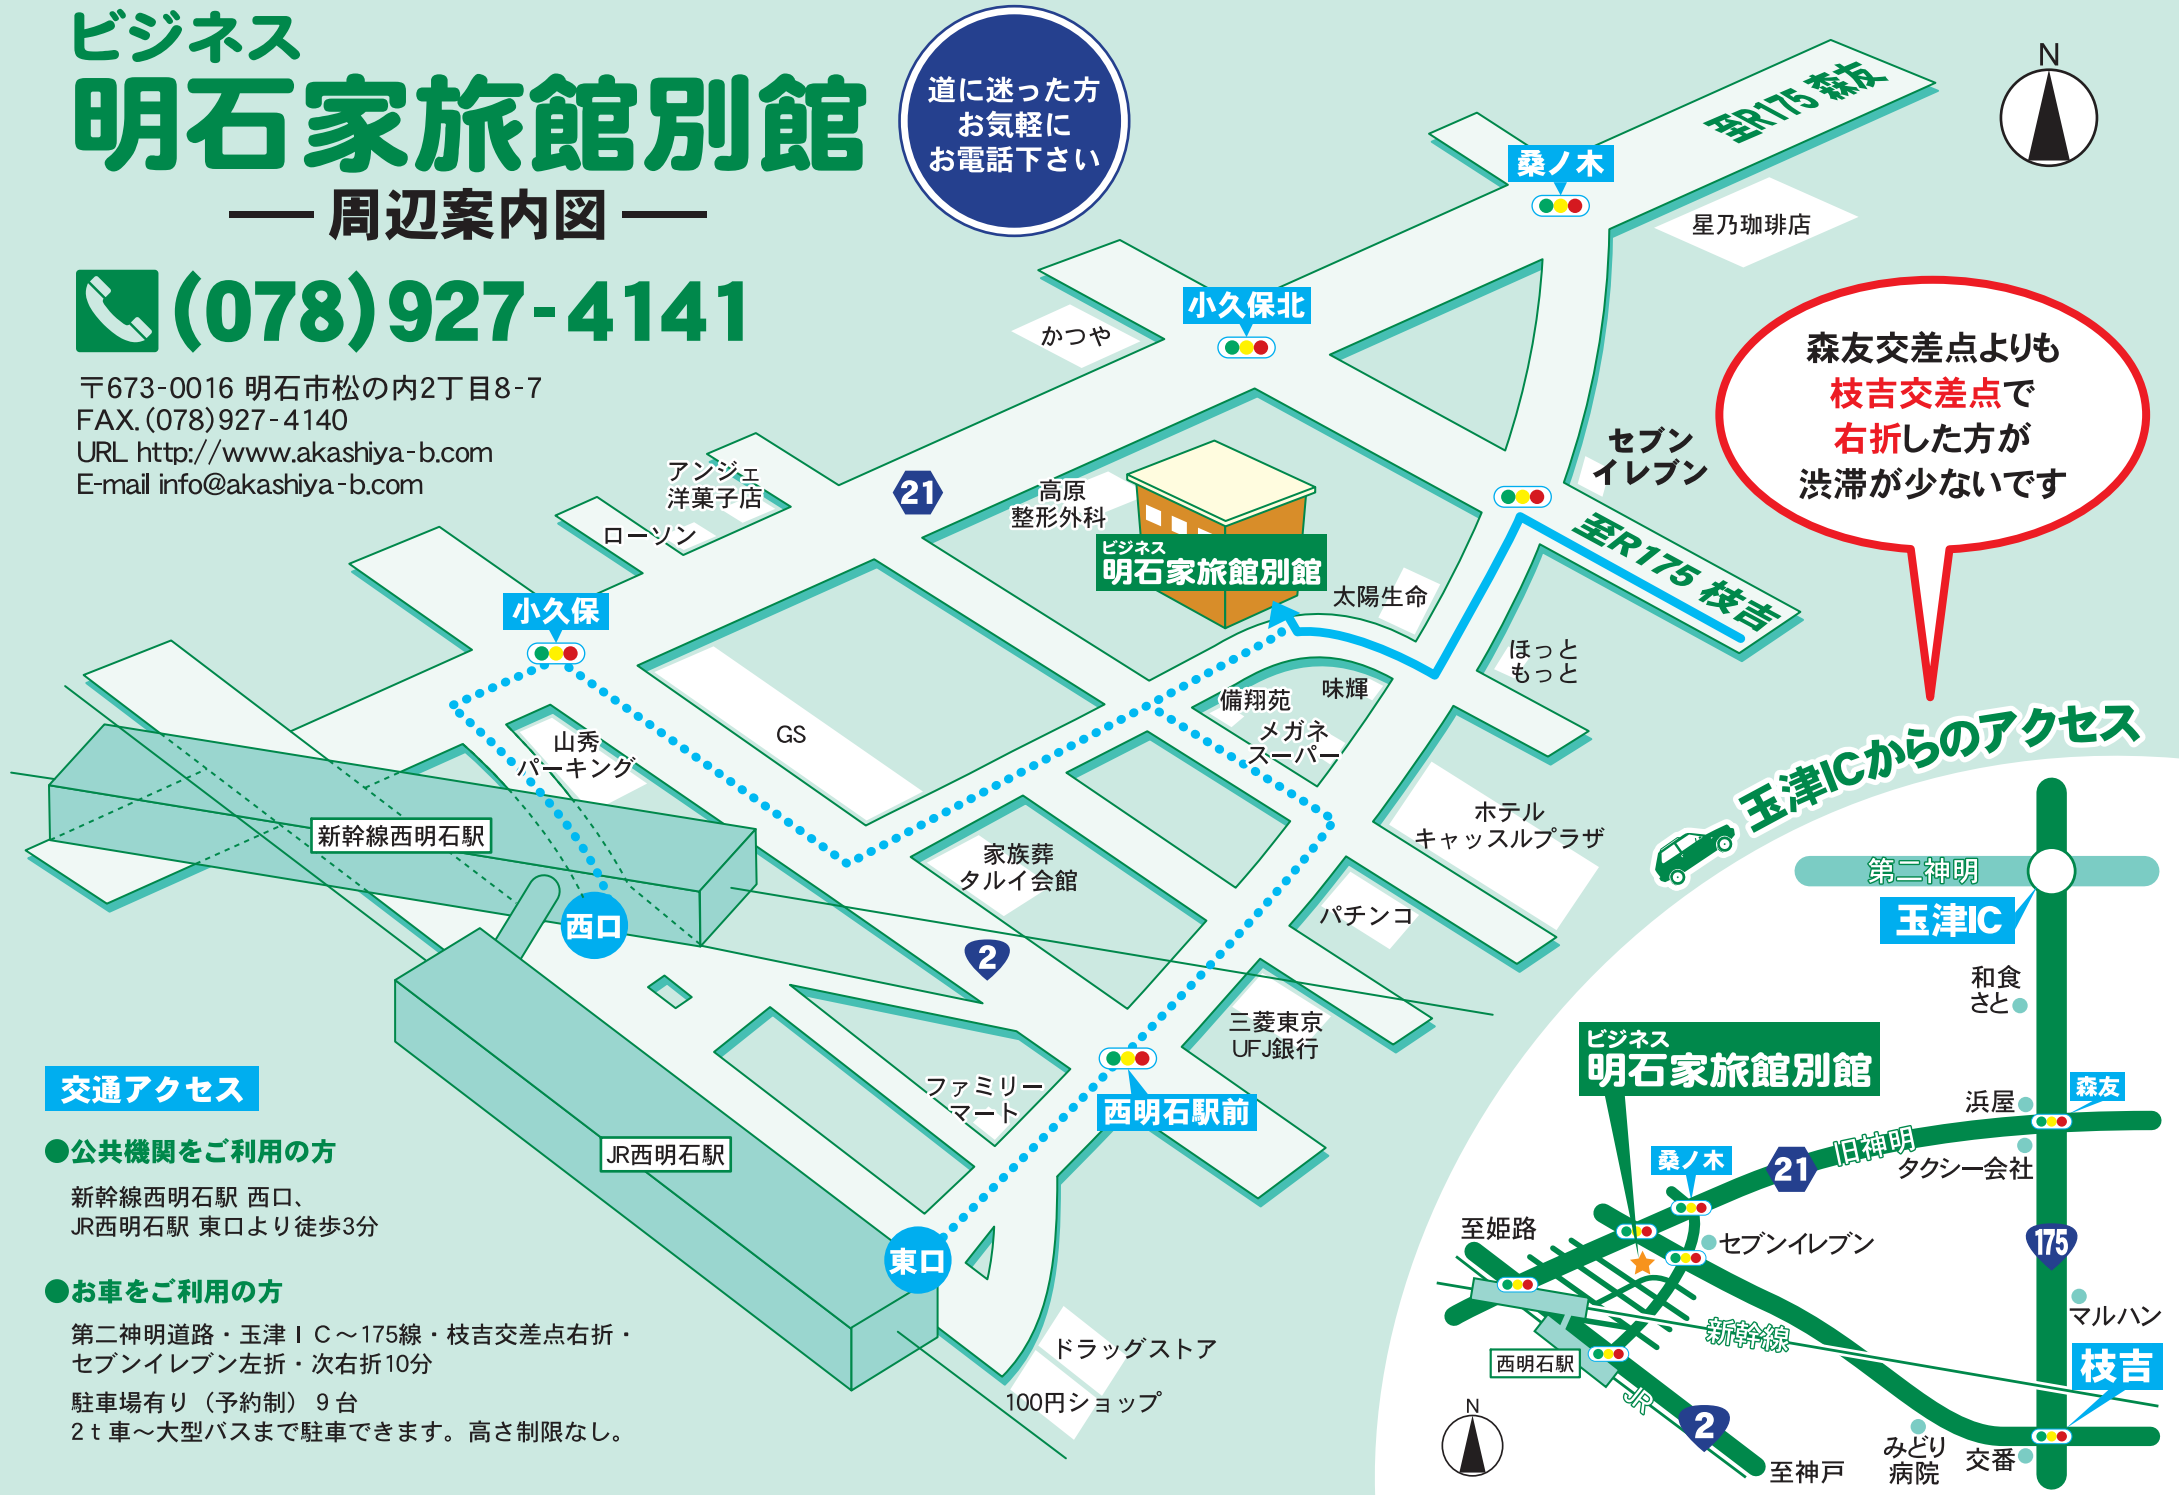 ビジネス
明石家旅館別館
周辺案内図
(078)927-4141
〒673-0016 明石市松の内2丁目8-7
FAX.(078)927-4140
URL http://www.akashiya-b.com
E-mail info@akashiya-b.com
道に迷った方
お気軽に
お電話下さい
N
至R175 森友
桑ノ木
星乃珈琲店
小久保北
かつや
森友交差点よりも
枝吉交差点で
右折した方が
渋滞が少ないです
セブン
イレブン
アンジェ
洋菓子店
ローソン
21
高原
整形外科
ビジネス
明石家旅館別館
至R175 枝吉
太陽生命
小久保
ほっと
もっと
備翔苑
味輝
メガネ
スーパー
GS
山秀
パーキング
新幹線西明石駅
ホテル
キャッスルプラザ
家族葬
タルイ会館
パチンコ
西口
2
三菱東京
UFJ銀行
ファミリー
マート
西明石駅前
JR西明石駅
東口
ドラッグストア
100円ショップ
交通アクセス
●公共機関をご利用の方
新幹線西明石駅 西口、
JR西明石駅 東口より徒歩3分
●お車をご利用の方
第二神明道路・玉津ＩＣ～175線・枝吉交差点右折・
セブンイレブン左折・次右折10分
駐車場有り（予約制） 9台
2ｔ車～大型バスまで駐車できます。高さ制限なし。
玉津ICからのアクセス
第二神明
玉津IC
和食
さと
ビジネス
明石家旅館別館
森友
浜屋
桑ノ木
21
旧神明
タクシー会社
至姫路
セブンイレブン
175
マルハン
新幹線
西明石駅
枝吉
JR
N
2
みどり
病院
交番
至神戸